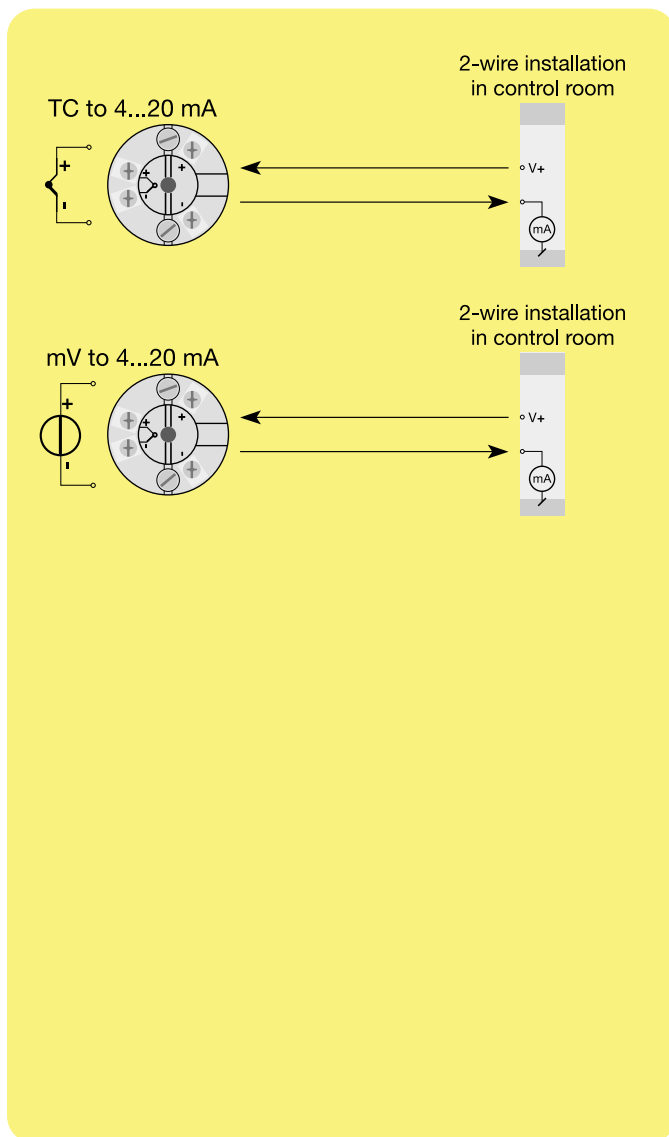 2-wire installation
in control room
TC to 4...20 mA
+
-
+
-
+
-
V+
mA
2-wire installation
in control room
mV to 4...20 mA
+
-
+
-
+
-
V+
mA